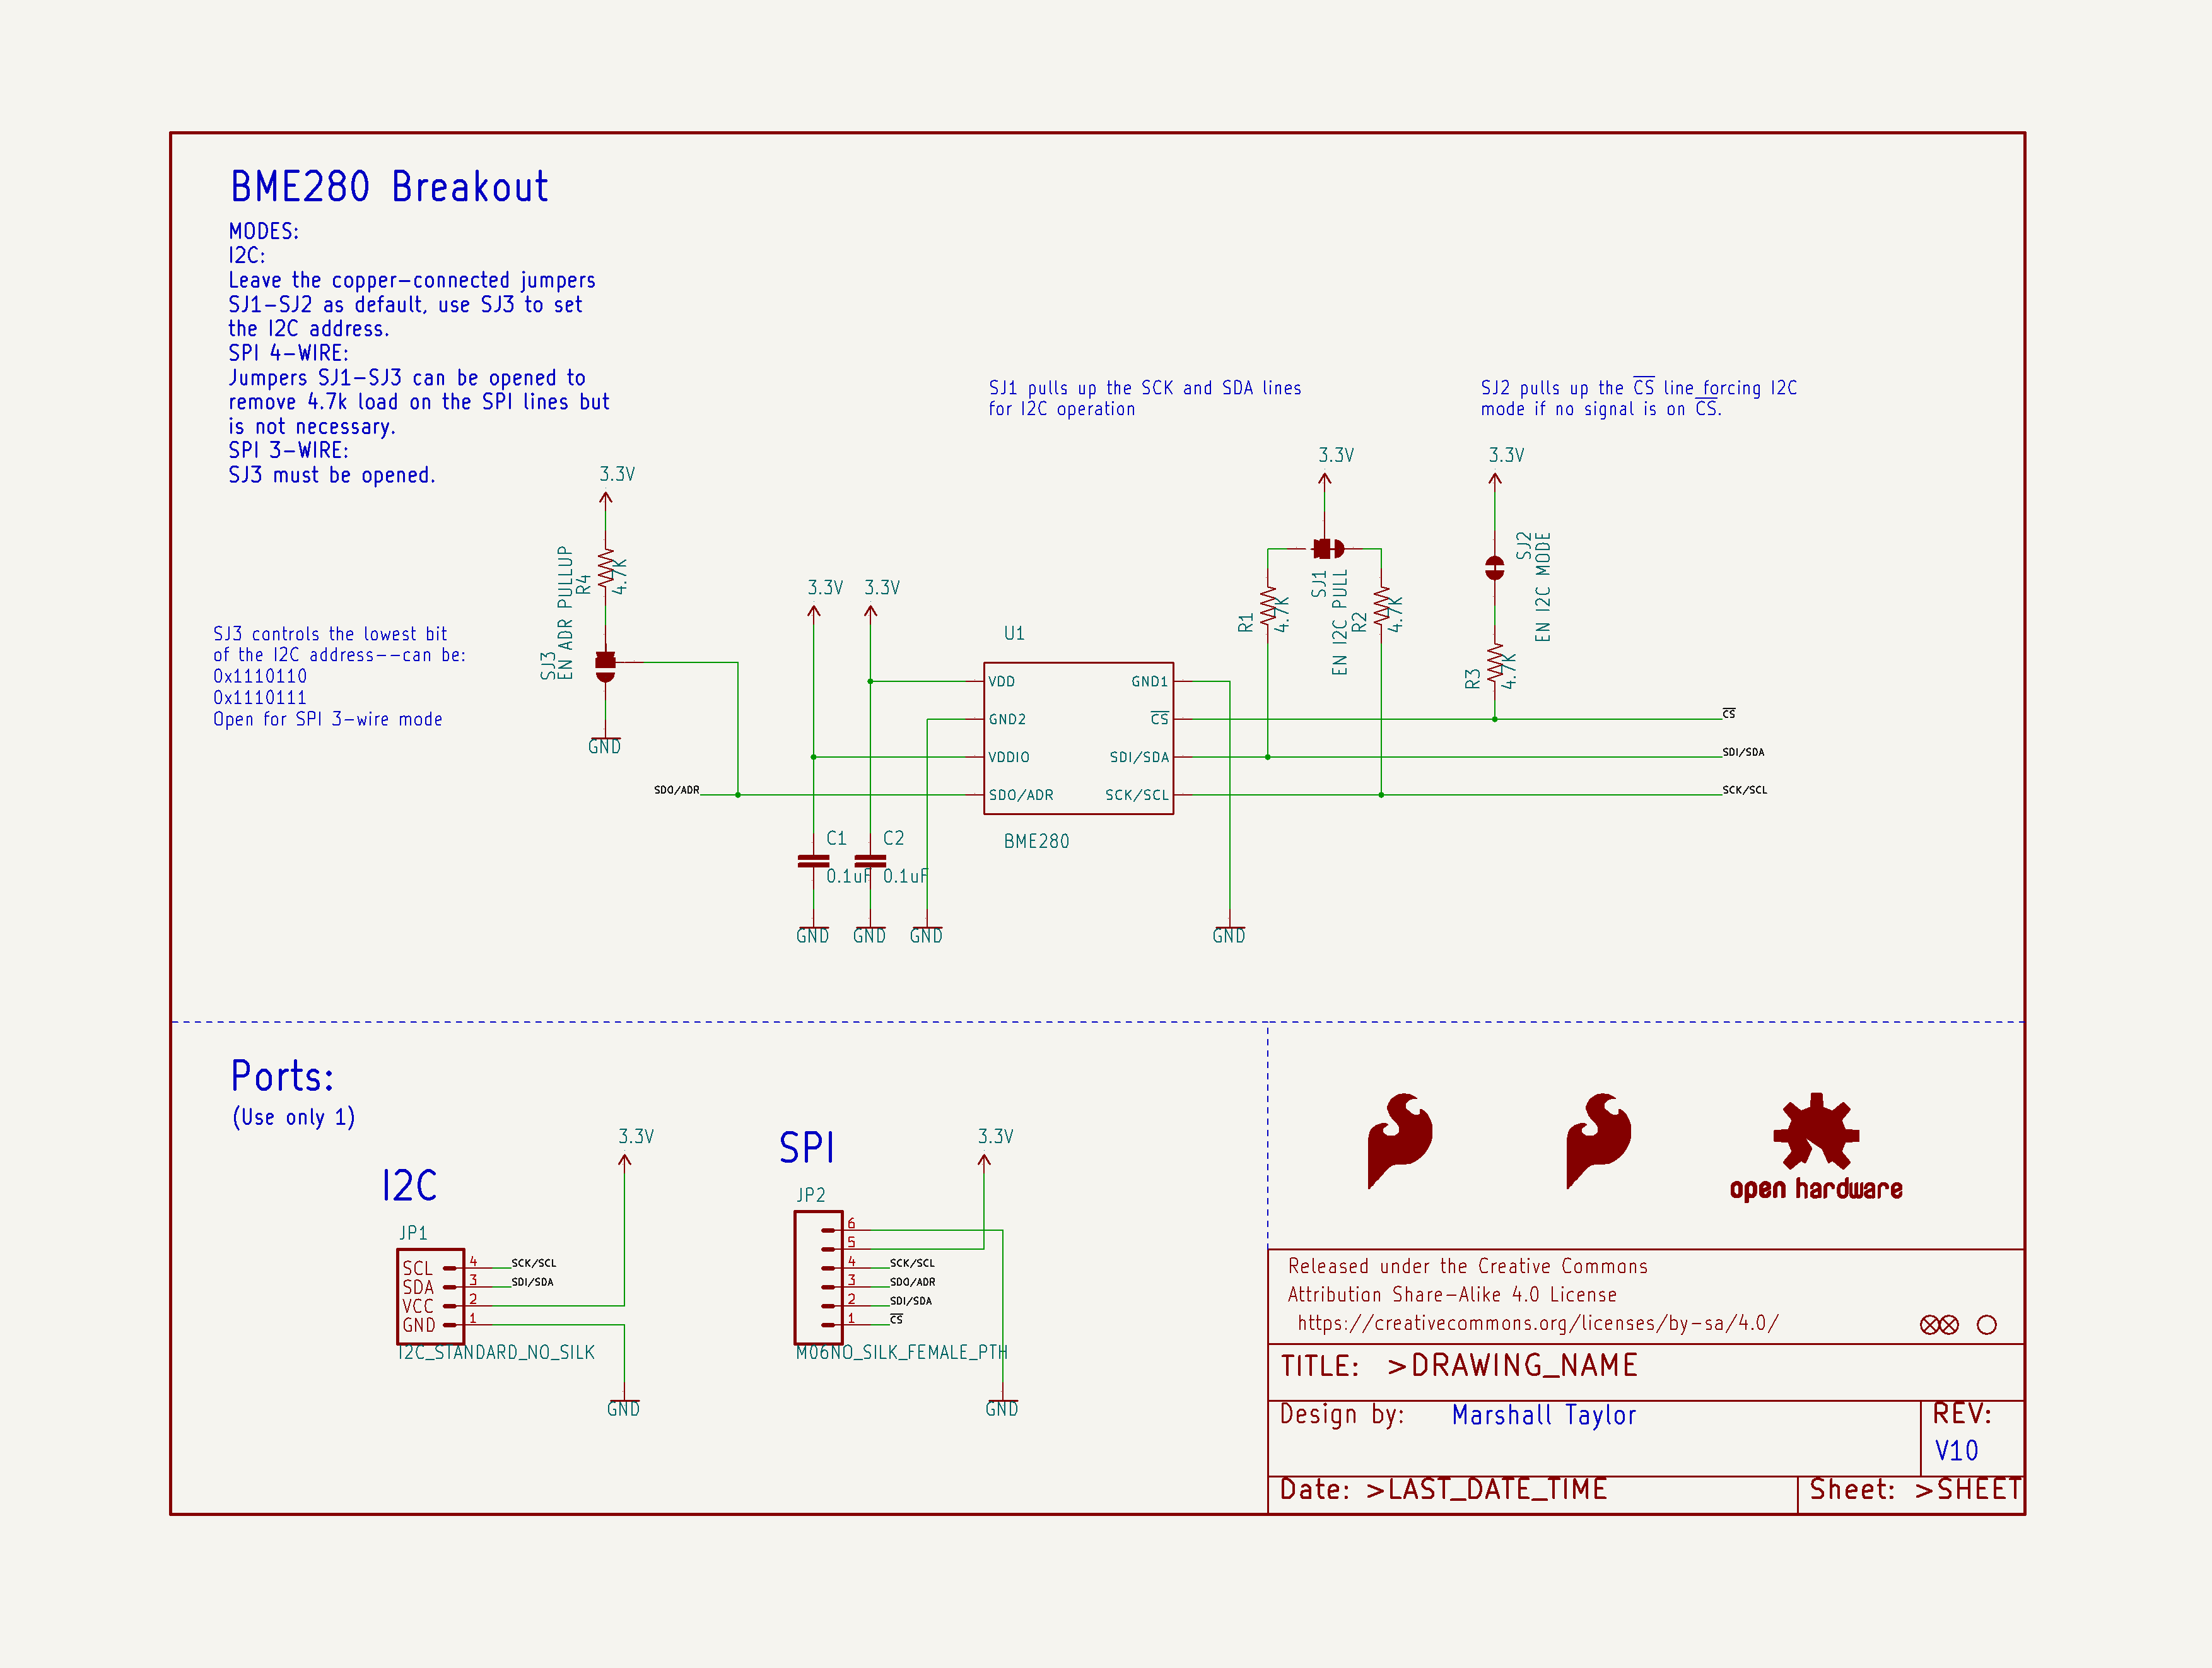 BME280 Breakout
MODES:
I2C:
Leave the copper-connected jumpers
SJ1-SJ2 as default, use SJ3 to set
the I2C address.
SPI 4-WIRE:
Jumpers SJ1-SJ3 can be opened to
remove 4.7k load on the SPI lines but
is not necessary.
SPI 3-WIRE:
SJ3 must be opened.
SJ1 pulls up the SCK and SDA lines
for I2C operation
SJ2 pulls up the CS line forcing I2C
mode if no signal is on CS.
3.3V
R4
4.7K
SJ3
EN ADR PULLUP
GND
SJ3 controls the lowest bit
of the I2C address--can be:
0x1110110
0x1110111
Open for SPI 3-wire mode
SDO/ADR
3.3V
3.3V
C1
0.1uF
C2
0.1uF
GND
GND
GND
U1
VDD
GND2
VDDIO
SDO/ADR
GND1
CS
SDI/SDA
SCK/SCL
BME280
GND
3.3V
SJ1
EN I2C PULL
R1
4.7K
R2
4.7K
3.3V
SJ2
EN I2C MODE
R3
4.7K
CS
SDI/SDA
SCK/SCL
Ports:
(Use only 1)
I2C
JP1
SCL 4 SCK/SCL
SDA 3 SDI/SDA
VCC 2
GND 1
I2C_STANDARD_NO_SILK
3.3V
GND
SPI
JP2
6
5
4 SCK/SCL
3 SDO/ADR
2 SDI/SDA
1 CS
M06NO_SILK_FEMALE_PTH
3.3V
GND
open hardware
Released under the Creative Commons
Attribution Share-Alike 4.0 License
https://creativecommons.org/licenses/by-sa/4.0/
TITLE: >DRAWING_NAME
Design by: Marshall Taylor
REV:
V10
Date: >LAST_DATE_TIME
Sheet: >SHEET